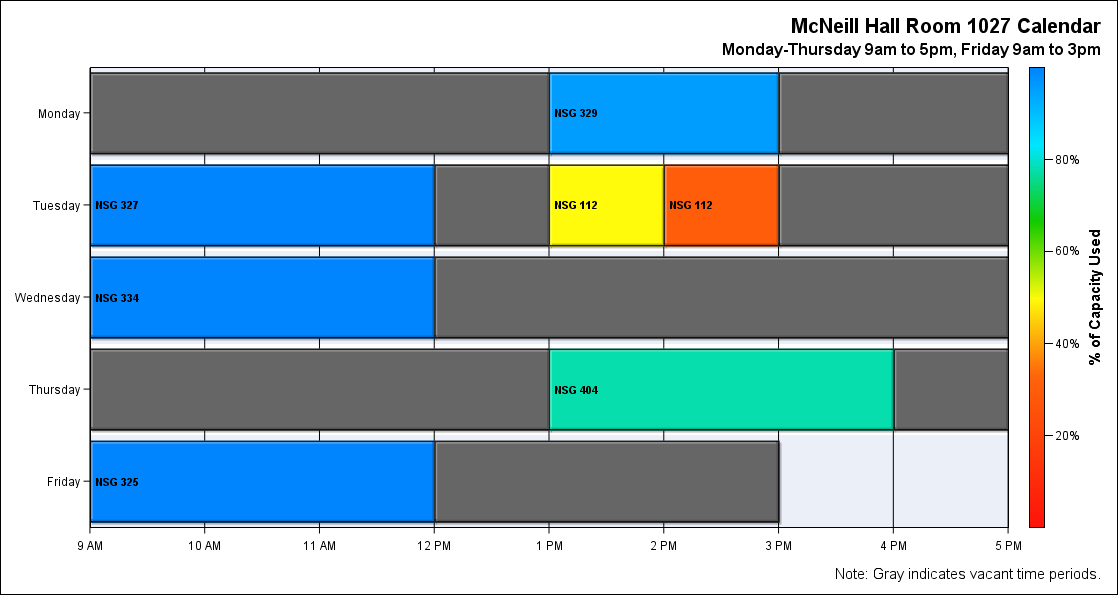 McNeill Hall Room 1027 Calendar
Monday-Thursday 9am to 5pm, Friday 9am to 3pm
Monday
NSG 329
Tuesday
NSG 327
NSG 112
NSG 112
Wednesday
NSG 334
Thursday
NSG 404
Friday
NSG 325
9 AM
10 AM
11 AM
12 PM
1 PM
2 PM
3 PM
4 PM
5 PM
80%
60%
40%
20%
% of Capacity Used
Note: Gray indicates vacant time periods.